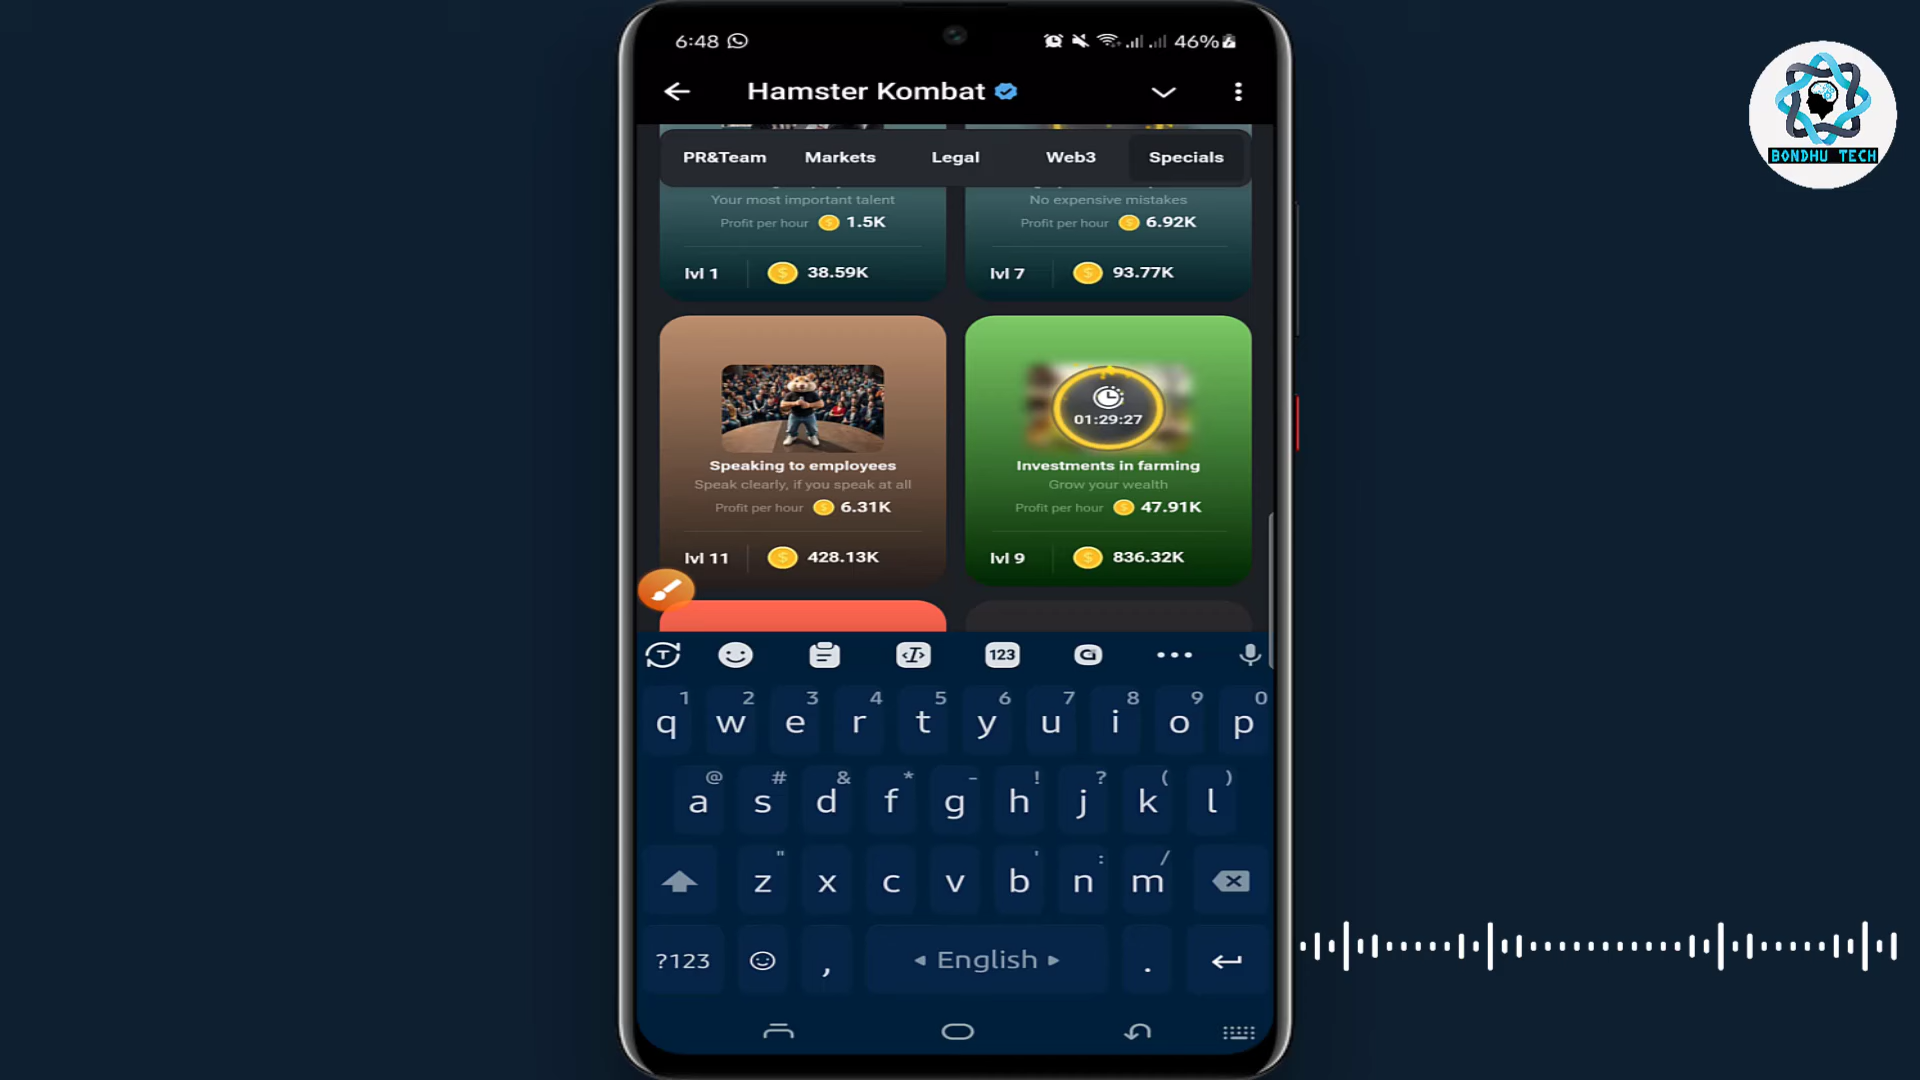 6:48
46%
Hamster Kombat
PR&Team Markets Legal Web3 Specials
Your most important talent
Profit per hour 1.5K
lvl 1 38.59K
No expensive mistakes
Profit per hour 6.92K
lvl 7 93.77K
Speaking to employees
Speak clearly, if you speak at all
Profit per hour 6.31K
lvl 11 428.13K
01:29:27
Investments in farming
Grow your wealth
Profit per hour 47.91K
lvl 9 836.32K
T 123 G
1 2 3 4 5 6 7 8 9 0
q w e r t y u i o p
@ # & * - ! ? ( )
a s d f g h j k l
" ' : /
z x c v b n m
?123 , English .
BONDHU TECH